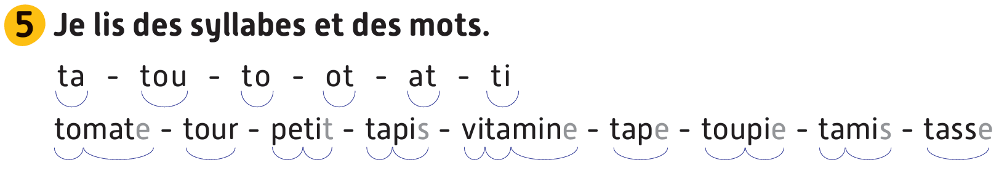 5 Je lis des syllabes et des mots.
ta - tou - to - ot - at - ti
tomate - tour - petit - tapis - vitamine - tape - toupie - tamis - tasse